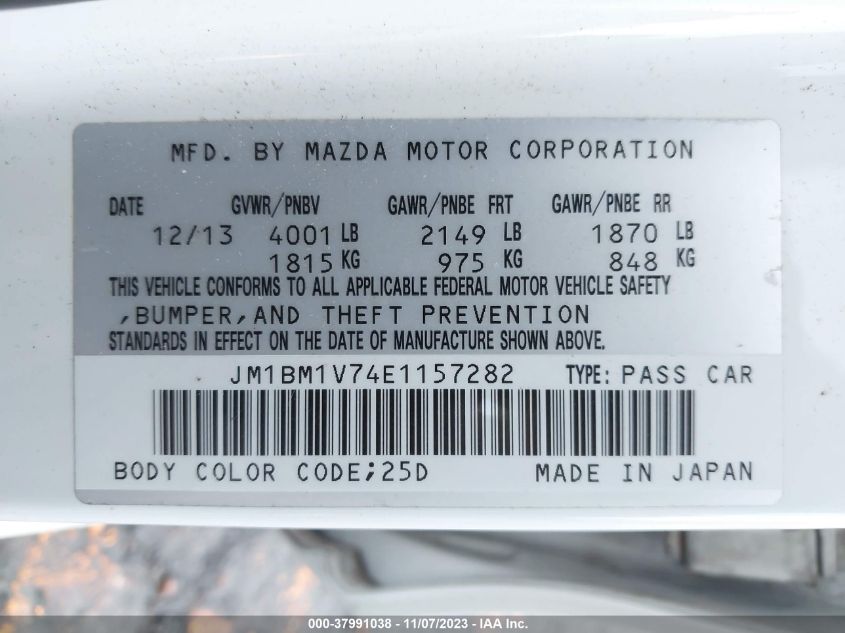 MFD. BY MAZDA MOTOR CORPORATION
DATE GVWR/PNBV GAWR/PNBE FRT GAWR/PNBE RR
12/13 4001 LB 2149 LB 1870 LB
1815 KG 975 KG 848 KG
THIS VEHICLE CONFORMS TO ALL APPLICABLE FEDERAL MOTOR VEHICLE SAFETY
,BUMPER,AND THEFT PREVENTION
STANDARDS IN EFFECT ON THE DATE OF MANUFACTURE SHOWN ABOVE.
JM1BM1V74E1157282 TYPE: PASS CAR
BODY COLOR CODE;25D MADE IN JAPAN
000-37991038 - 11/07/2023 - IAA Inc.